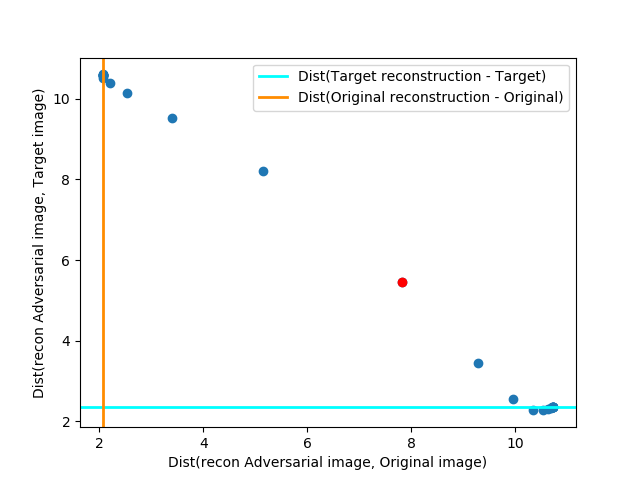 Dist(Target reconstruction - Target)
Dist(Original reconstruction - Original)
Dist(recon Adversarial image, Target image)
10
8
6
4
2
2
4
6
8
10
Dist(recon Adversarial image, Original image)